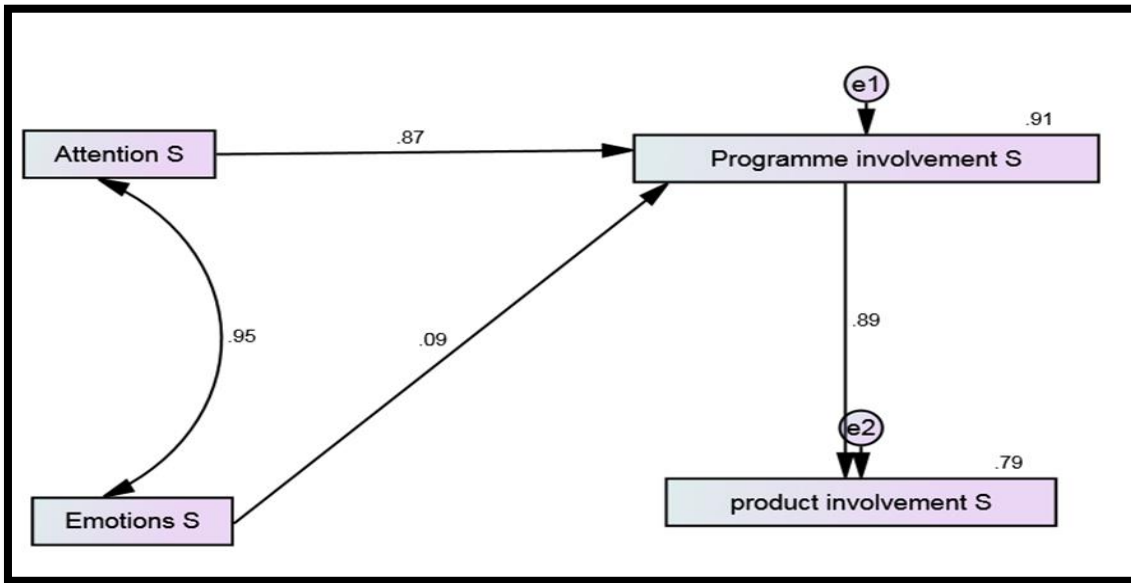 e1
.91
Attention S
.87
Programme involvement S
.95
.09
.89
e2
.79
Emotions S
product involvement S